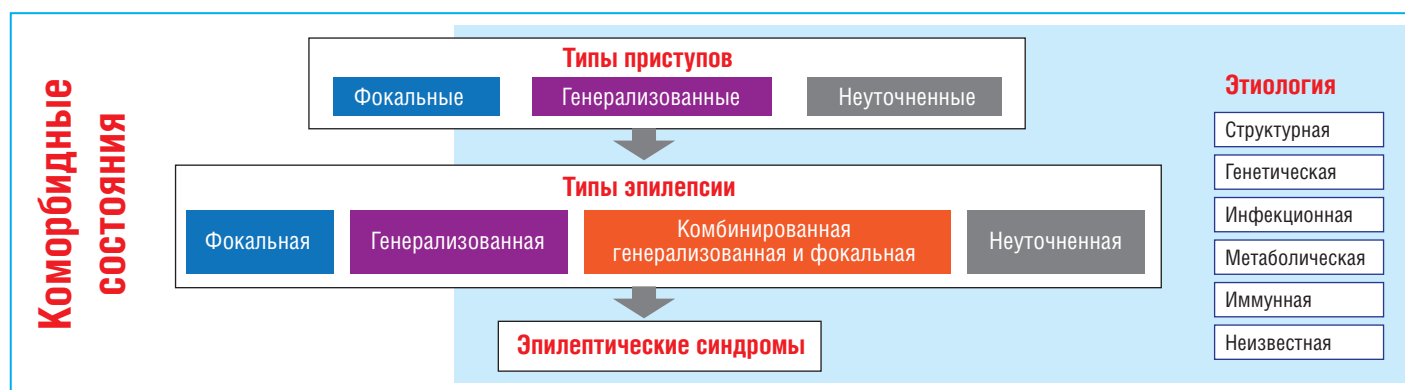 Коморбидные
состояния
Типы приступов
Фокальные
Генерализованные
Неуточненные
Типы эпилепсии
Фокальная
Генерализованная
Комбинированная
генерализованная и фокальная
Неуточненная
Эпилептические синдромы
Этиология
Структурная
Генетическая
Инфекционная
Метаболическая
Иммунная
Неизвестная